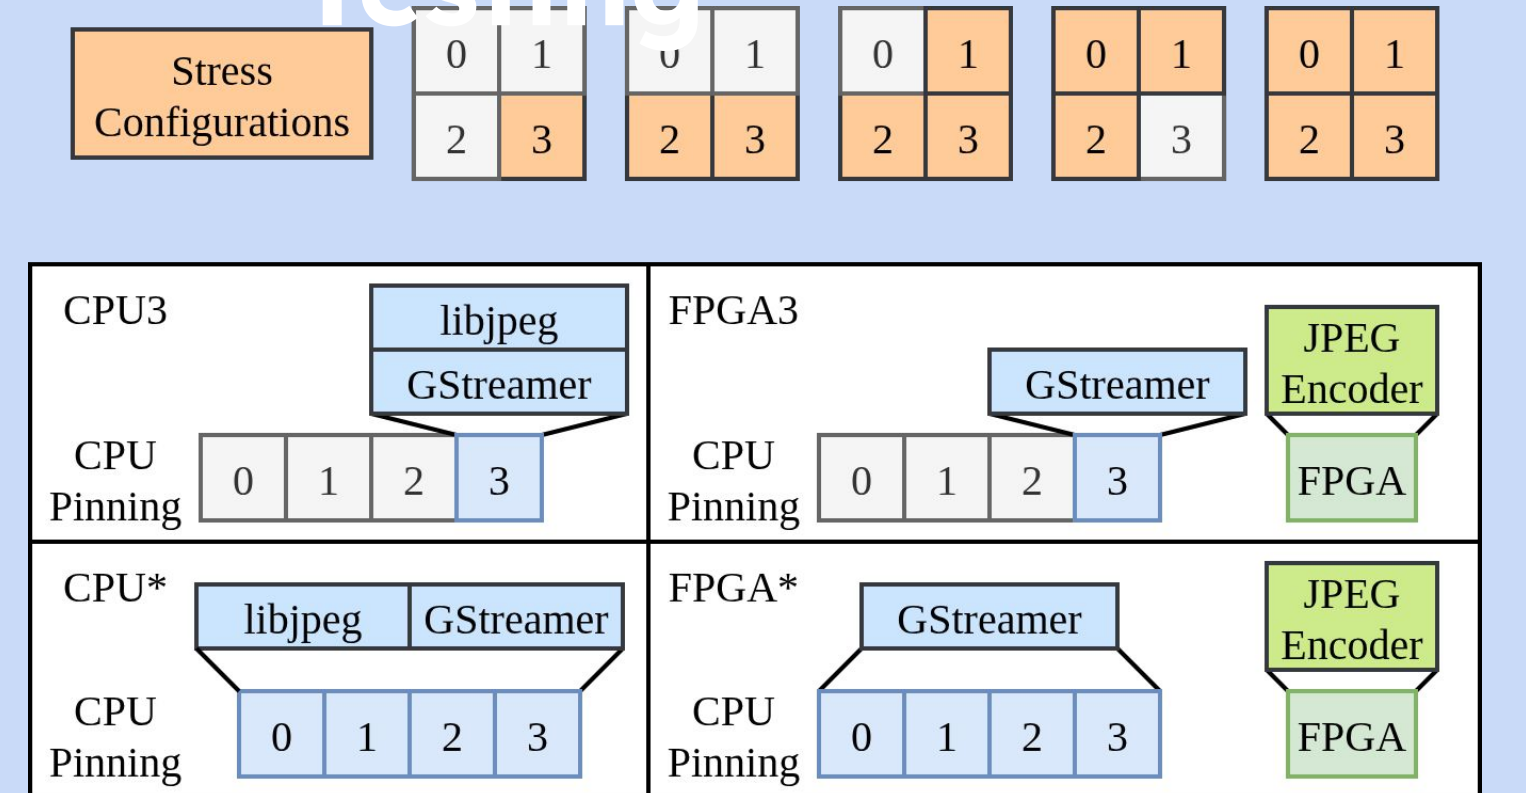 Stress
Configurations
0 1 0 1 0 1 0 1 0 1
2 3 2 3 2 3 2 3 2 3
CPU3
libjpeg
GStreamer
CPU
Pinning
0 1 2 3
FPGA3
GStreamer
JPEG
Encoder
CPU
Pinning
0 1 2 3
FPGA
CPU*
libjpeg GStreamer
CPU
Pinning
0 1 2 3
FPGA*
GStreamer
JPEG
Encoder
CPU
Pinning
0 1 2 3
FPGA